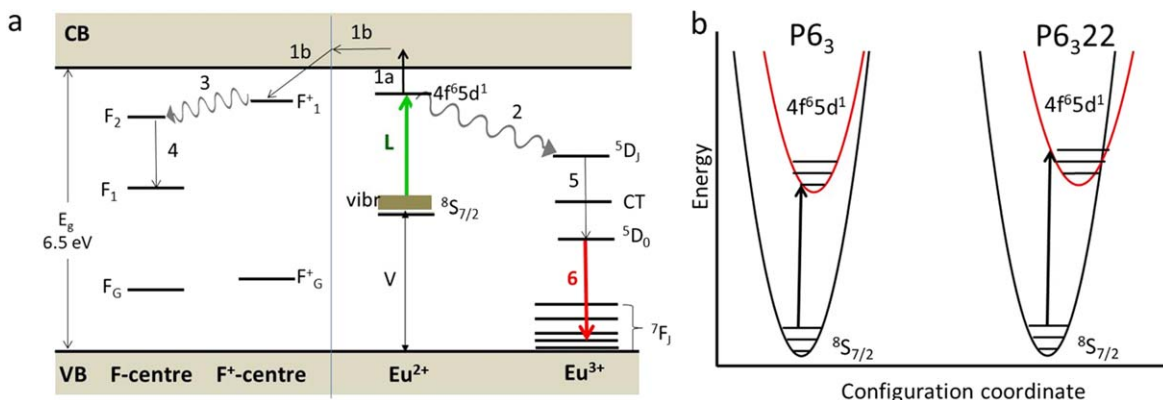 a
CB
1b
1b
3
1a
F⁺₁
4f⁶5d¹
F₂
2
L
4
⁵D_J
F₁
5
vibr
⁸S₇/₂
CT
E_g
6.5 eV
⁵D₀
V
6
F_G
F⁺_G
⁷F_J
VB
F-centre
F⁺-centre
Eu²⁺
Eu³⁺
b
P6₃
P6₃22
4f⁶5d¹
4f⁶5d¹
Energy
⁸S₇/₂
⁸S₇/₂
Configuration coordinate